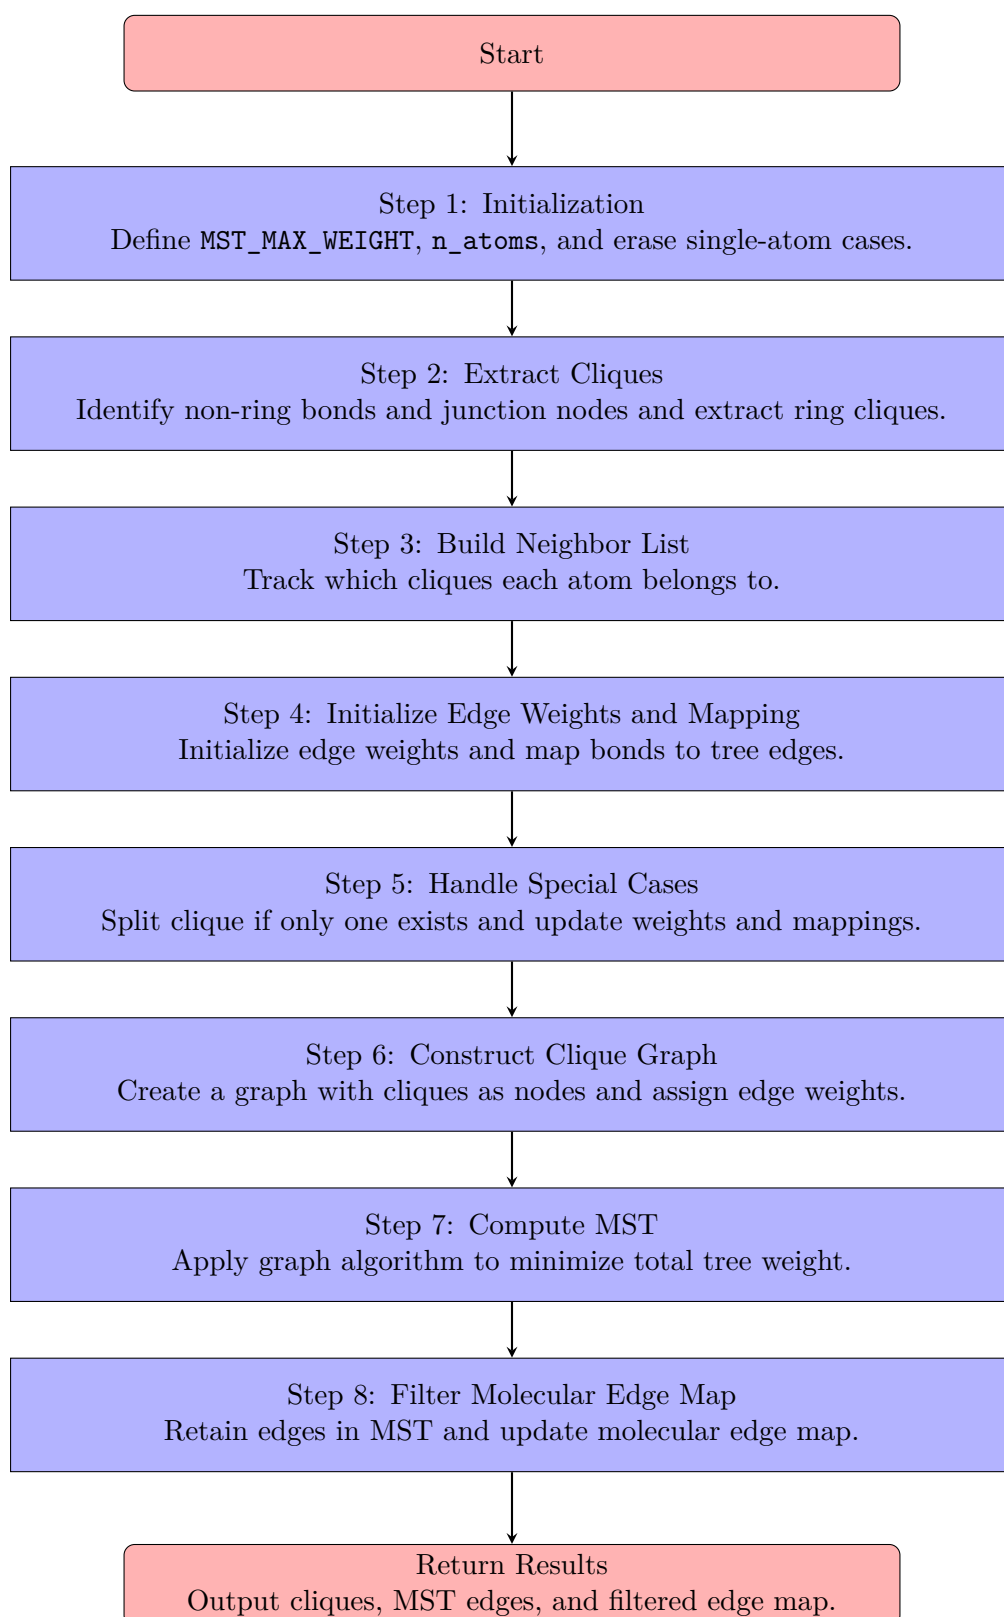 Start
Step 1: Initialization
Define MST_MAX_WEIGHT, n_atoms, and erase single-atom cases.
Step 2: Extract Cliques
Identify non-ring bonds and junction nodes and extract ring cliques.
Step 3: Build Neighbor List
Track which cliques each atom belongs to.
Step 4: Initialize Edge Weights and Mapping
Initialize edge weights and map bonds to tree edges.
Step 5: Handle Special Cases
Split clique if only one exists and update weights and mappings.
Step 6: Construct Clique Graph
Create a graph with cliques as nodes and assign edge weights.
Step 7: Compute MST
Apply graph algorithm to minimize total tree weight.
Step 8: Filter Molecular Edge Map
Retain edges in MST and update molecular edge map.
Return Results
Output cliques, MST edges, and filtered edge map.